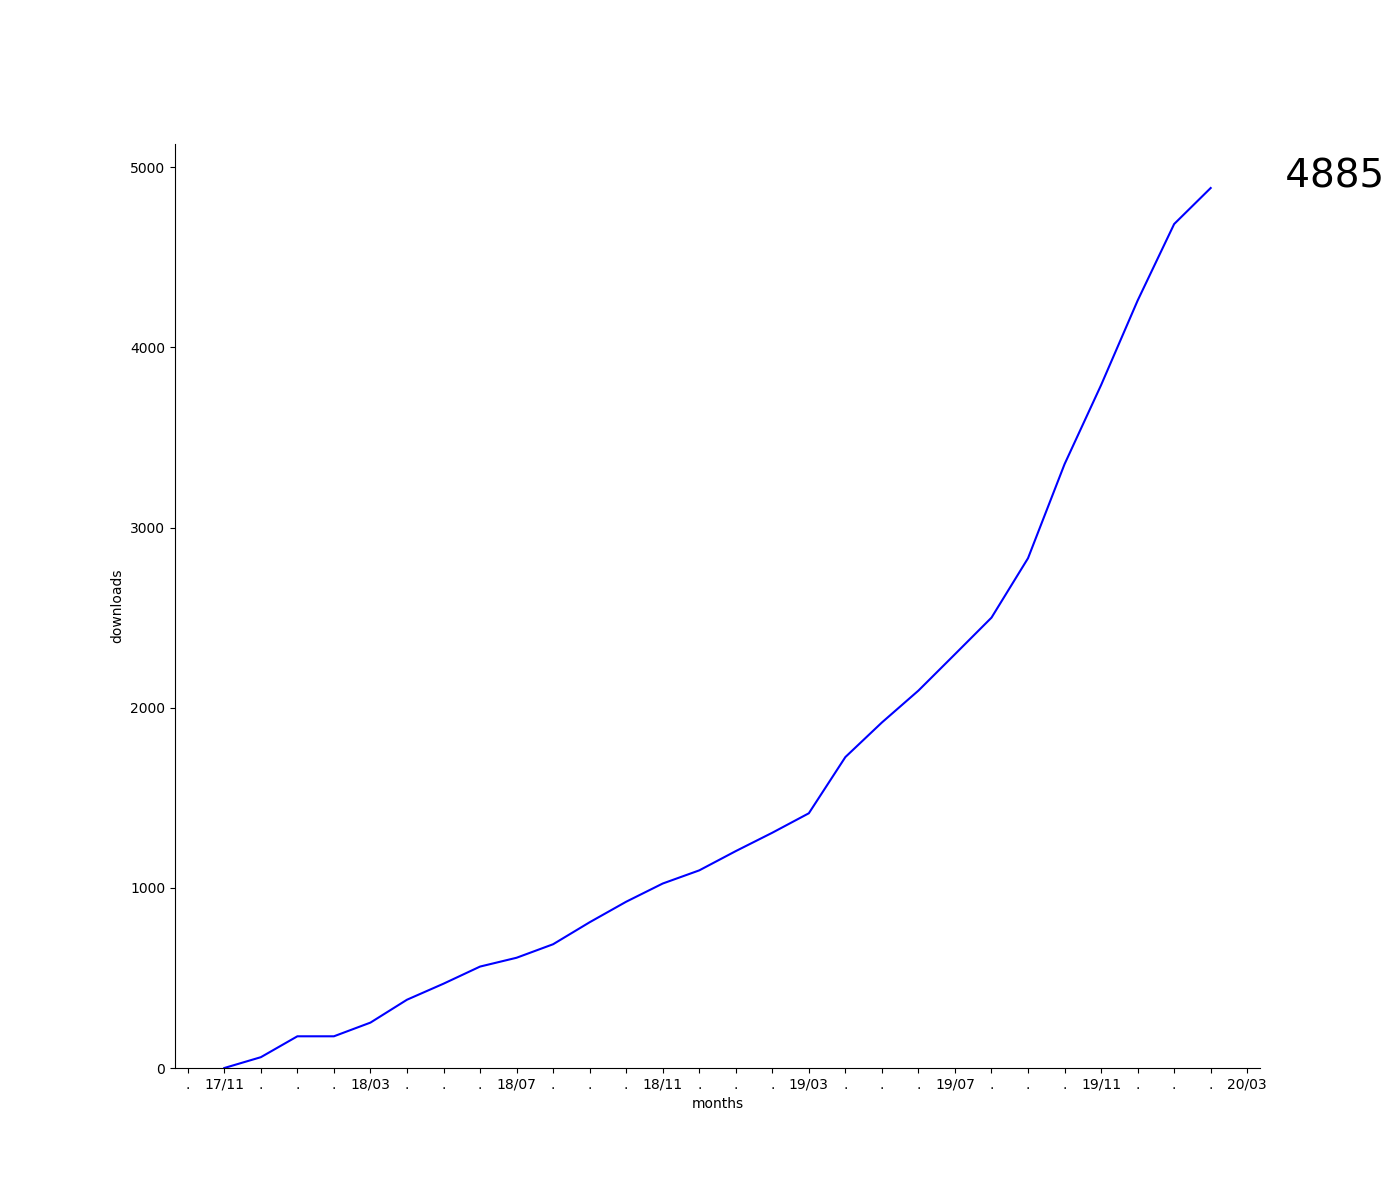 4885
5000
4000
3000
2000
1000
0
downloads
. 17/11 . . . 18/03 . . . 18/07 . . . 18/11 . . . 19/03 . . . 19/07 . . . 19/11 . . . 20/03
months